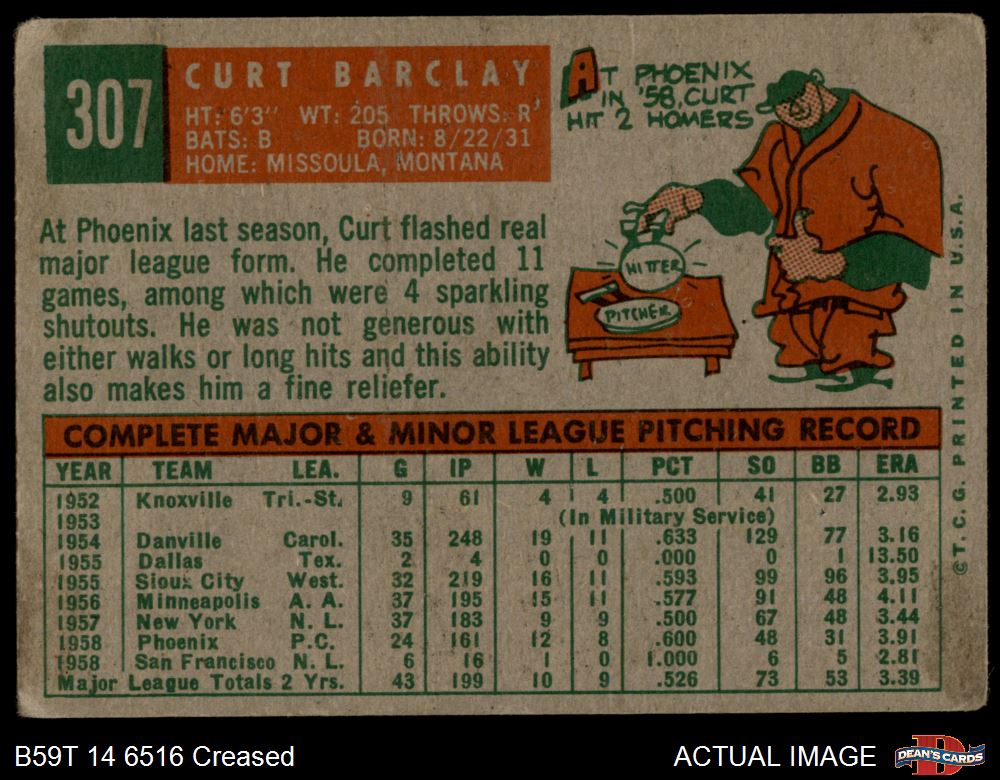 307
CURT BARCLAY
HT: 6'3" WT: 205 THROWS: R
BATS: B BORN: 8/22/31
HOME: MISSOULA, MONTANA
AT PHOENIX
IN '58, CURT
HIT 2 HOMERS
HITTER
PITCHER
At Phoenix last season, Curt flashed real
major league form. He completed 11
games, among which were 4 sparkling
shutouts. He was not generous with
either walks or long hits and this ability
also makes him a fine reliefer.
COMPLETE MAJOR & MINOR LEAGUE PITCHING RECORD
YEAR TEAM LEA. G IP W L PCT SO BB ERA
1952 Knoxville Tri.-St. 9 61 4 4 .500 41 27 2.93
1953 (In Military Service)
1954 Danville Carol. 35 248 19 11 .633 129 77 3.16
1955 Dallas Tex. 2 4 0 0 .000 0 1 13.50
1955 Sioux City West. 32 219 16 11 .593 99 96 3.95
1956 Minneapolis A. A. 37 195 15 11 .577 91 48 4.11
1957 New York N. L. 37 183 9 9 .500 67 48 3.44
1958 Phoenix P.C. 24 161 12 8 .600 48 31 3.91
1958 San Francisco N. L. 6 16 1 0 1.000 6 5 2.81
Major League Totals 2 Yrs. 43 199 10 9 .526 73 53 3.39
©T. C. G. PRINTED IN U.S.A.
B59T 14 6516 Creased
ACTUAL IMAGE
D
DEAN'S CARDS